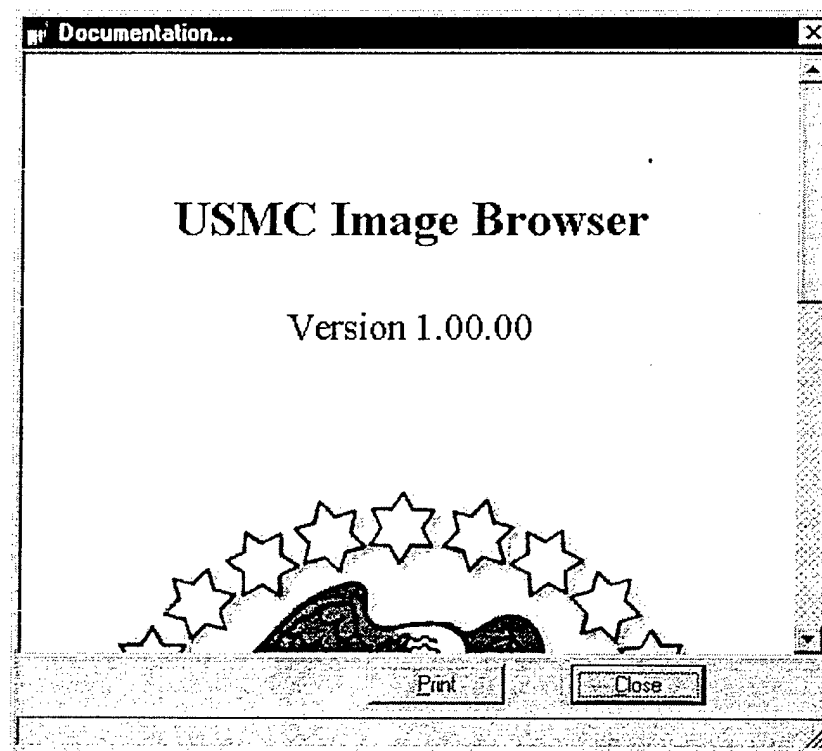 Documentation...
USMC Image Browser
Version 1.00.00
Print
Close